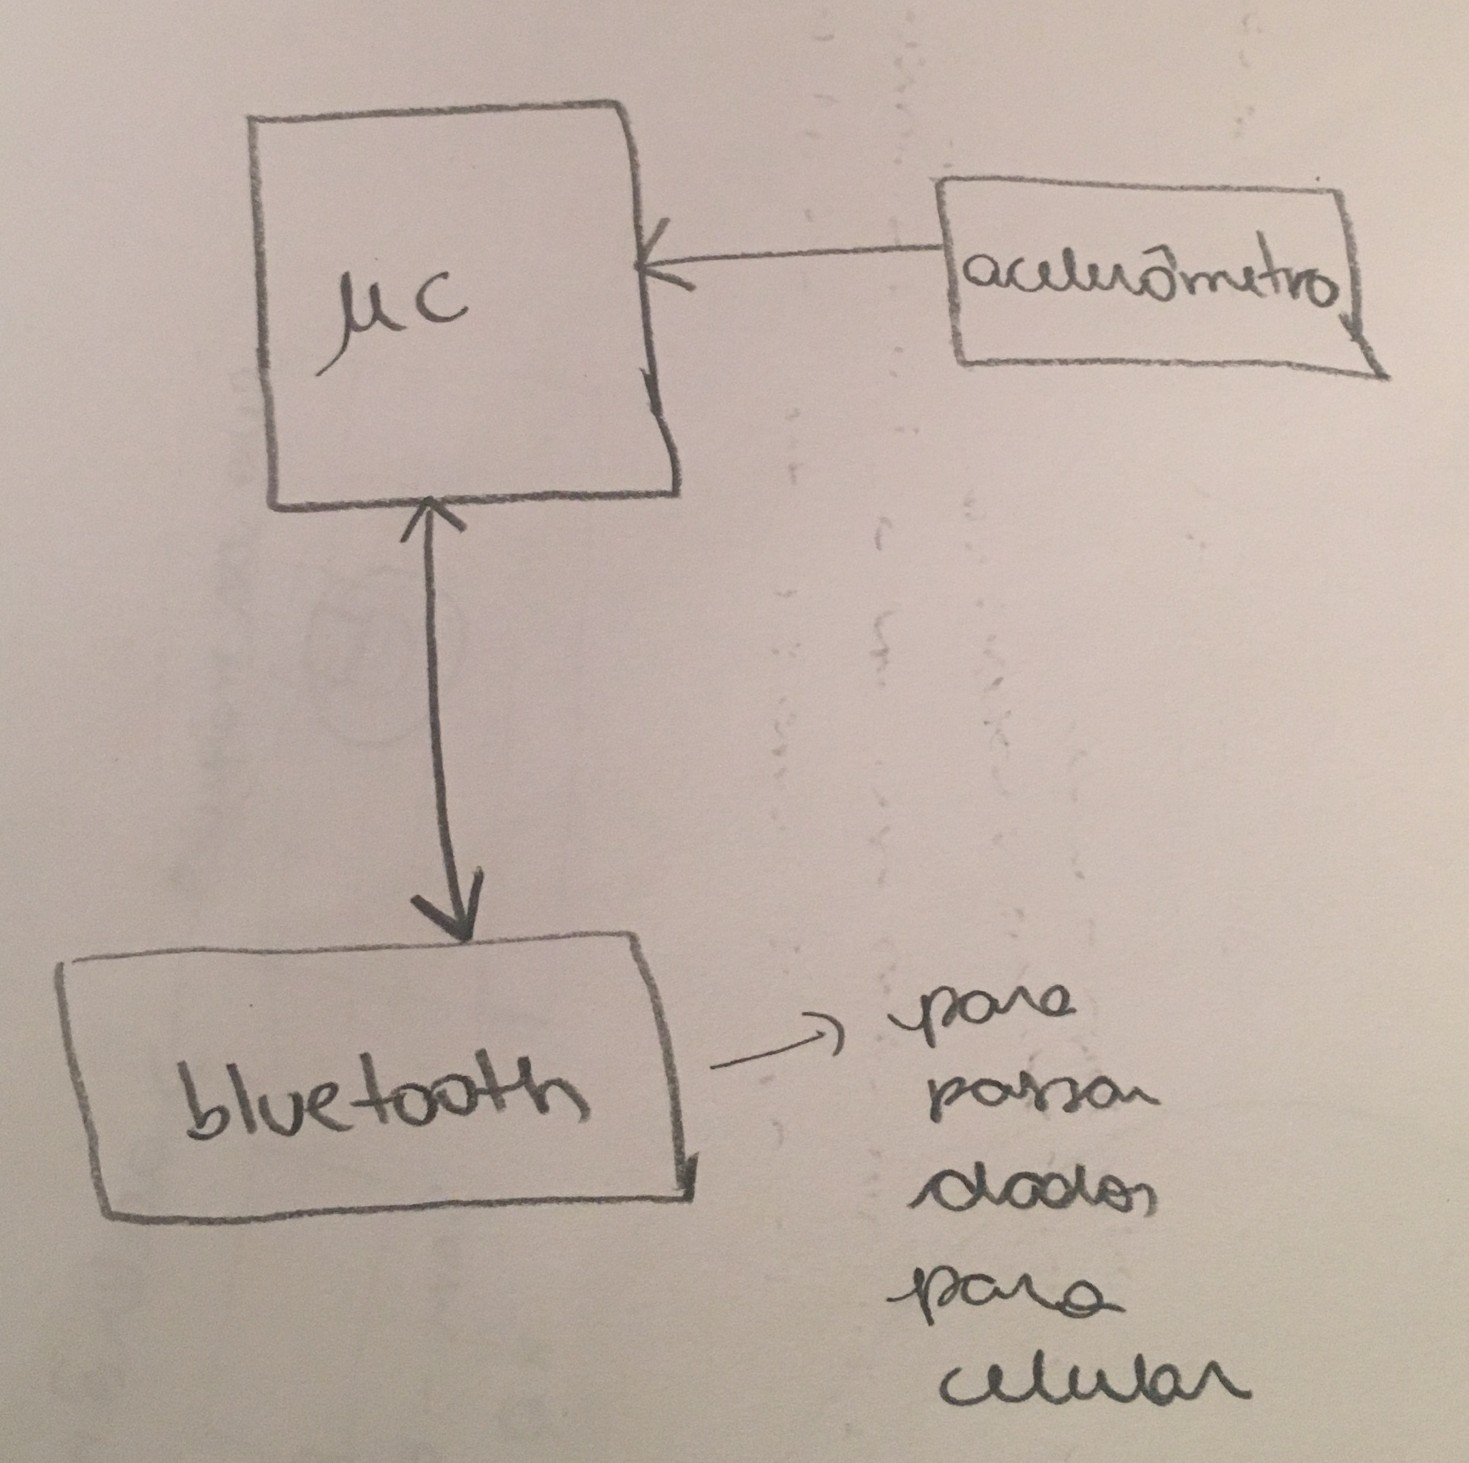 μC
acelerômetro
bluetooth
para
passar
dados
para
celular